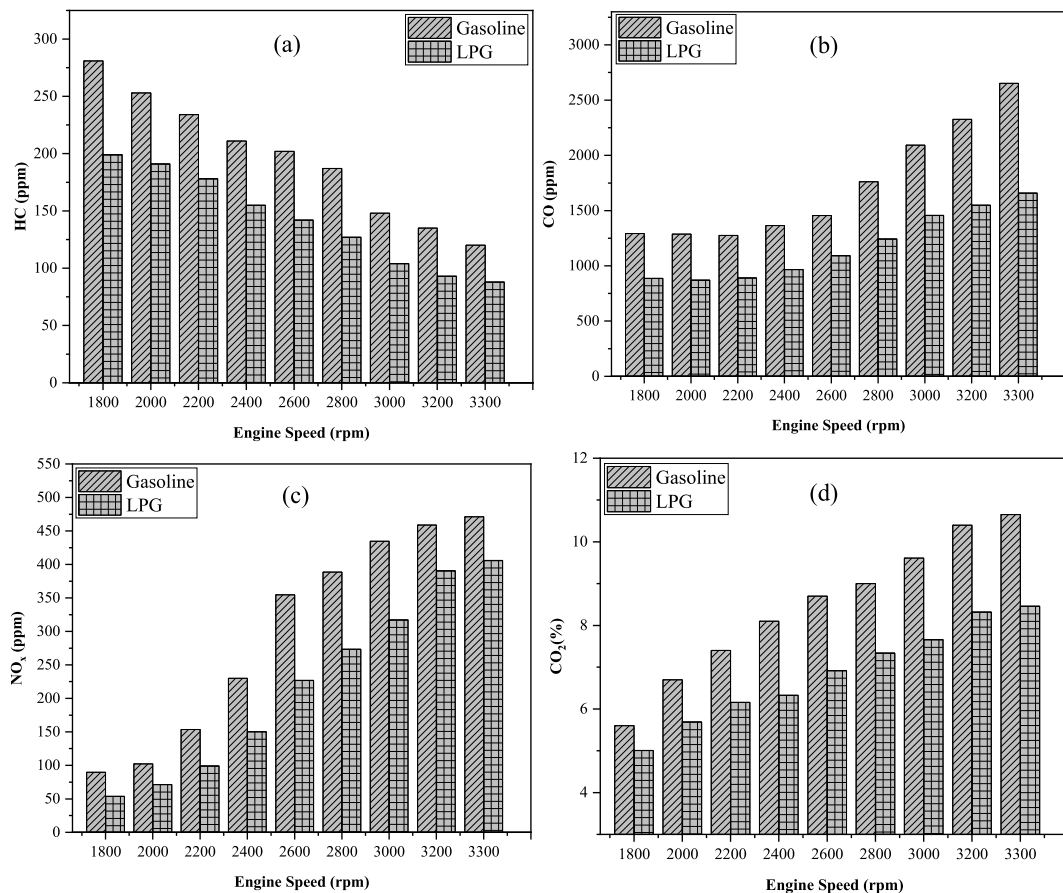 (a)
Gasoline
LPG
300
250
200
150
100
50
0
HC (ppm)
1800 2000 2200 2400 2600 2800 3000 3200 3300
Engine Speed (rpm)
(b)
Gasoline
LPG
3000
2500
2000
1500
1000
500
0
CO (ppm)
1800 2000 2200 2400 2600 2800 3000 3200 3300
Engine Speed (rpm)
(c)
Gasoline
LPG
550
500
450
400
350
300
250
200
150
100
50
0
NOx (ppm)
1800 2000 2200 2400 2600 2800 3000 3200 3300
Engine Speed (rpm)
(d)
Gasoline
LPG
12
10
8
6
4
CO₂(%)
1800 2000 2200 2400 2600 2800 3000 3200 3300
Engine Speed (rpm)